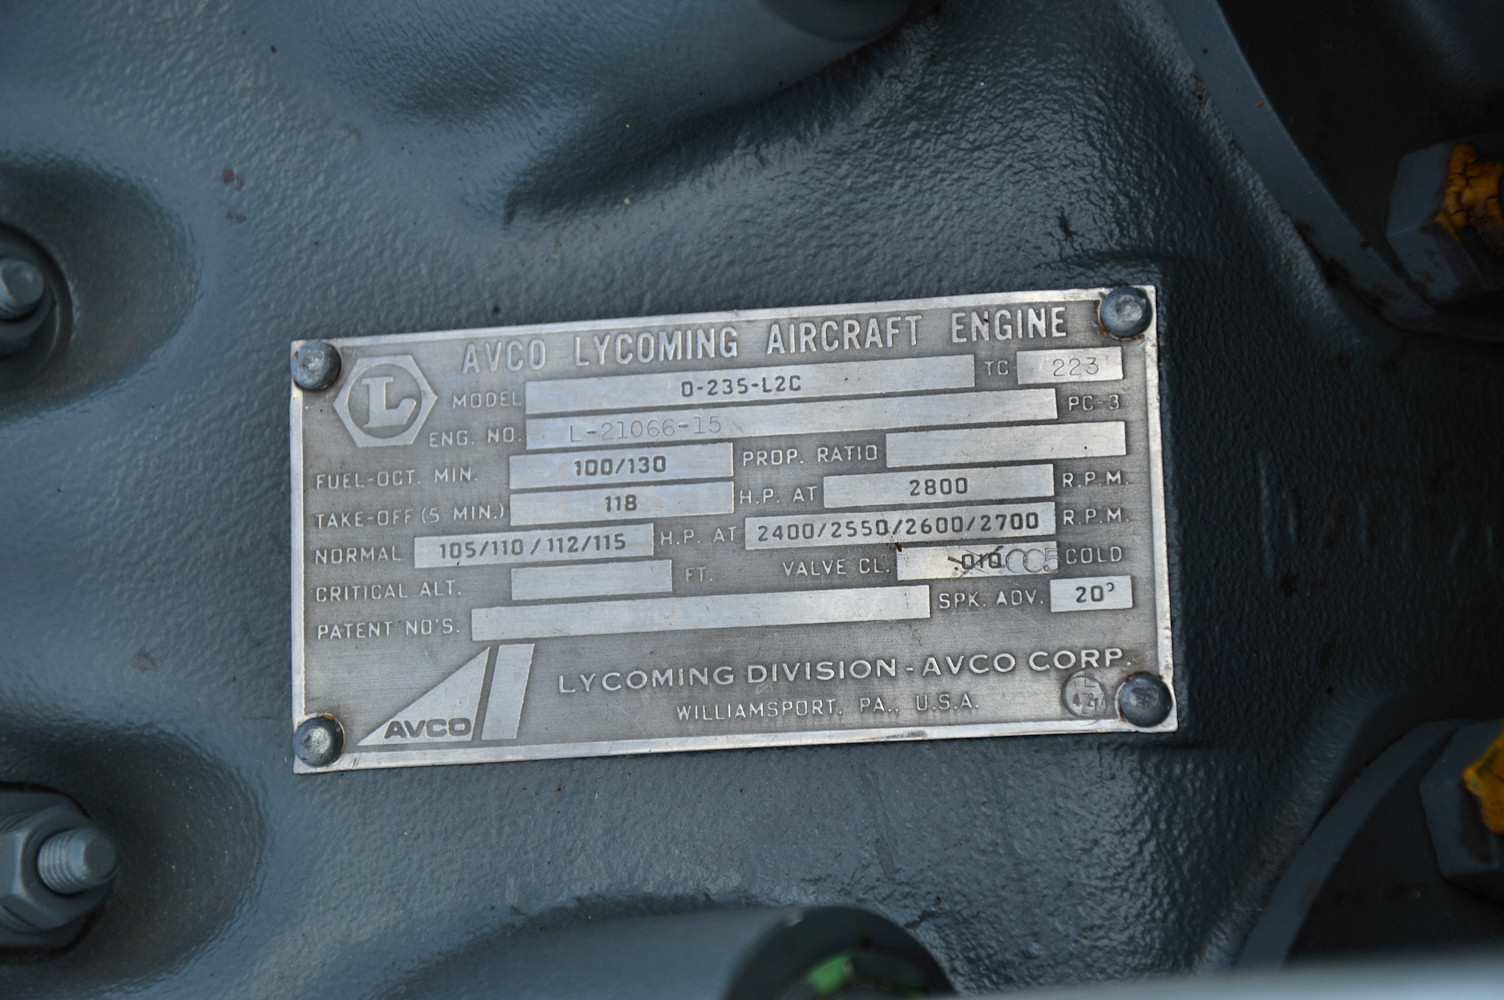 L AVCO LYCOMING AIRCRAFT ENGINE
MODEL O-235-L2C TC 223
ENG. NO. L-21066-15 PC-3
FUEL-OCT. MIN. 100/130 PROP. RATIO
TAKE-OFF (5 MIN.) 118 H.P. AT 2800 R.P.M.
NORMAL 105/110/112/115 H.P. AT 2400/2550/2600/2700 R.P.M.
CRITICAL ALT. FT. VALVE CL. .010 005 COLD
PATENT NO'S. SPK. ADV. 20°
LYCOMING DIVISION - AVCO CORP.
WILLIAMSPORT, PA., U.S.A.
AVCO